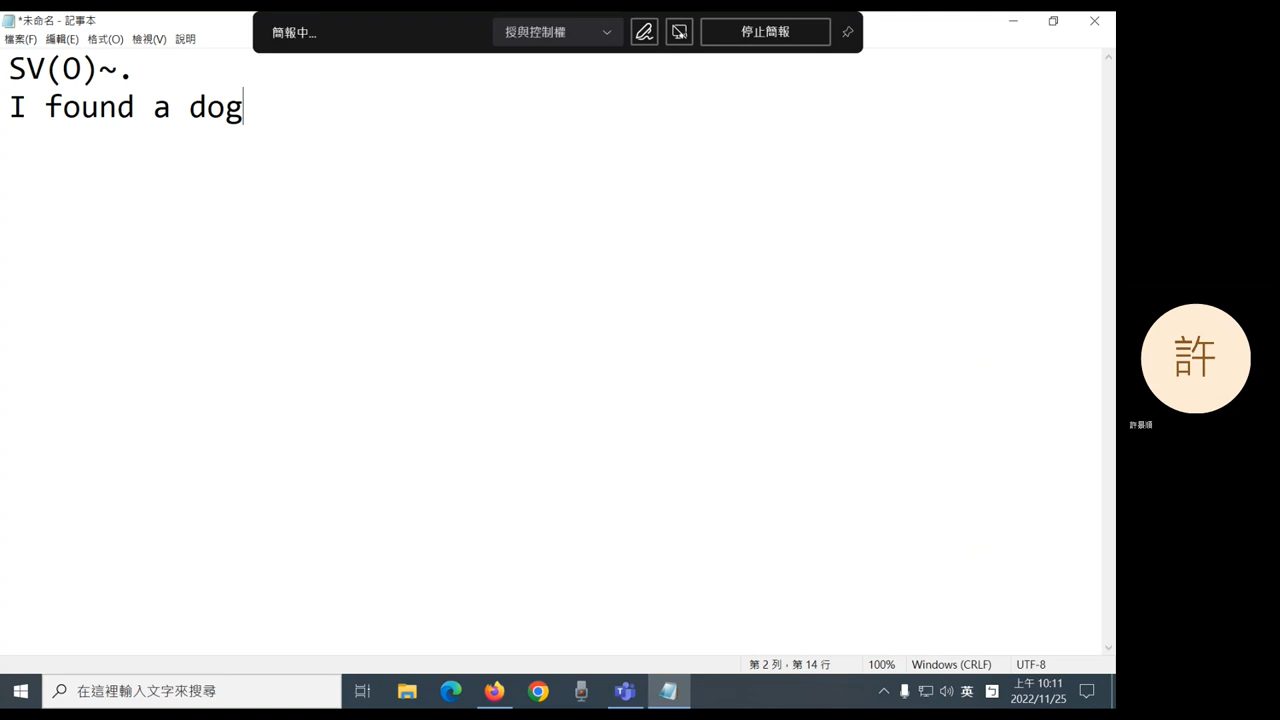 *未命名 - 記事本
簡報中...
授與控制權
停止簡報
檔案(F) 編輯(E) 格式(O) 檢視(V) 說明
SV(O)~.
I found a dog
許
許景順
第 2 列，第 14 行
100%
Windows (CRLF)
UTF-8
在這裡輸入文字來搜尋
英
ㄅ
上午 10:11
2022/11/25